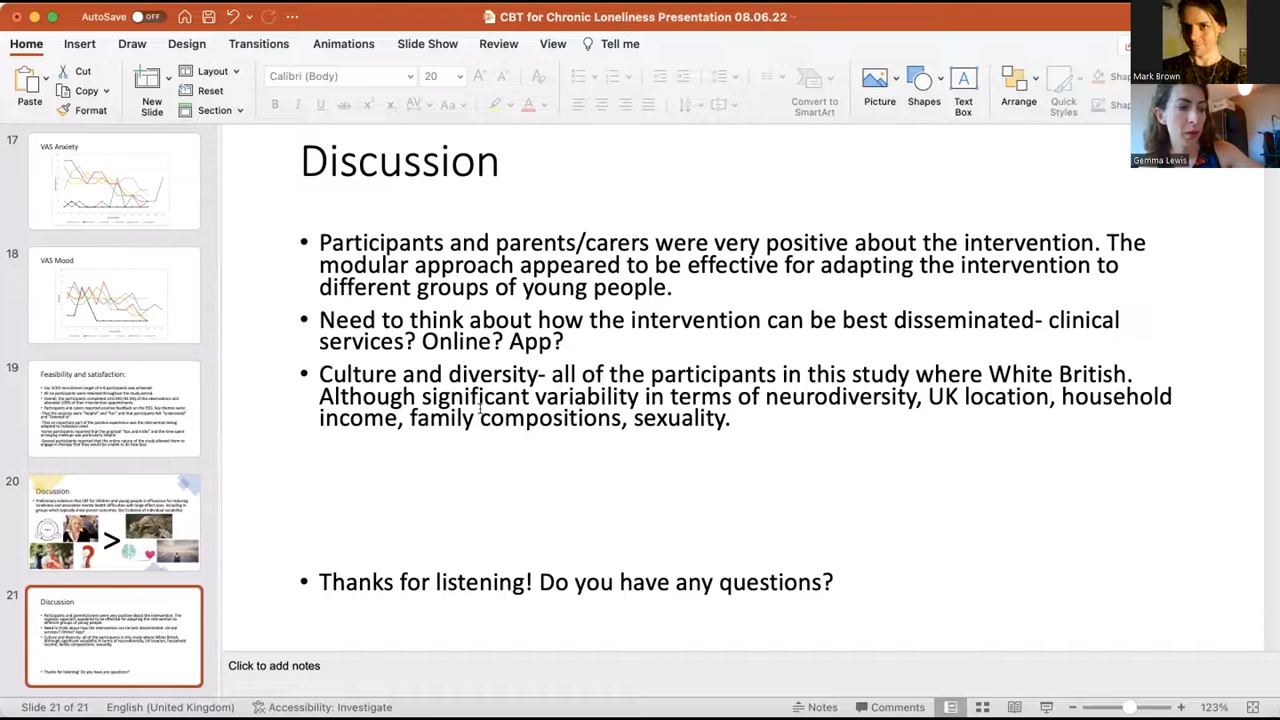 AutoSave OFF
CBT for Chronic Loneliness Presentation 08.06.22
Home Insert Draw Design Transitions Animations Slide Show Review View Tell me
Paste
Cut
Copy
Format
New
Slide
Layout
Reset
Section
Calibri (Body) 20
Convert to
SmartArt
Picture
Shapes
Text
Box
Arrange
Quick
Styles
Mark Brown
Gemma Lewis
17
VAS Anxiety
18
VAS Mood
19
Feasibility and satisfaction:
20
Discussion:
>
21
Discussion
Discussion
• Participants and parents/carers were very positive about the intervention. The
modular approach appeared to be effective for adapting the intervention to
different groups of young people.
• Need to think about how the intervention can be best disseminated- clinical
services? Online? App?
• Culture and diversity- all of the participants in this study where White British.
Although significant variability in terms of neurodiversity, UK location, household
income, family compositions, sexuality.
• Thanks for listening! Do you have any questions?
Click to add notes
Slide 21 of 21 English (United Kingdom) Accessibility: Investigate Notes Comments 123%